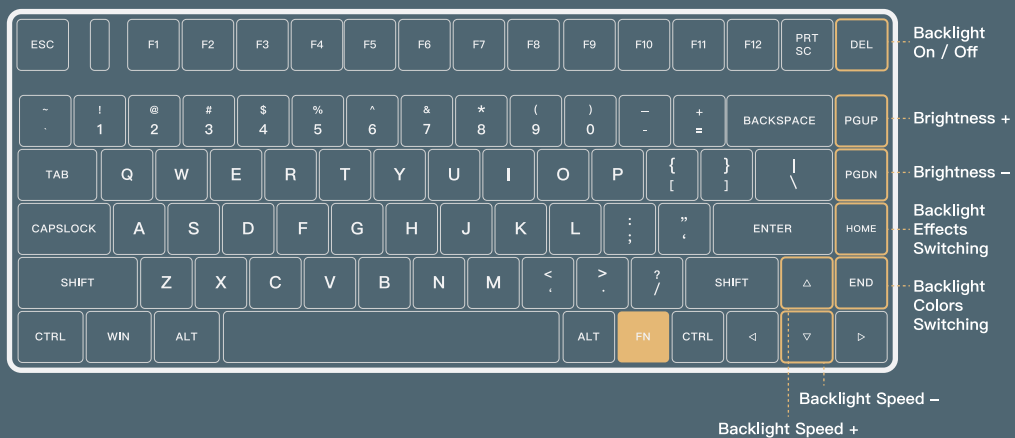 ESC F1 F2 F3 F4 F5 F6 F7 F8 F9 F10 F11 F12 PRT SC DEL
Backlight
On / Off
~ ! @ # $ % ^ & * ( ) — +
· 1 2 3 4 5 6 7 8 9 0 - = BACKSPACE PGUP
Brightness +
TAB Q W E R T Y U I O P { [ } ] | \ PGDN
Brightness –
CAPSLOCK A S D F G H J K L : ; ” ‘ ENTER HOME
Backlight
Effects
Switching
SHIFT Z X C V B N M < ‘ > · ? / SHIFT △ END
Backlight
Colors
Switching
CTRL WIN ALT ALT FN CTRL ◁ ▽ ▷
Backlight Speed –
Backlight Speed +